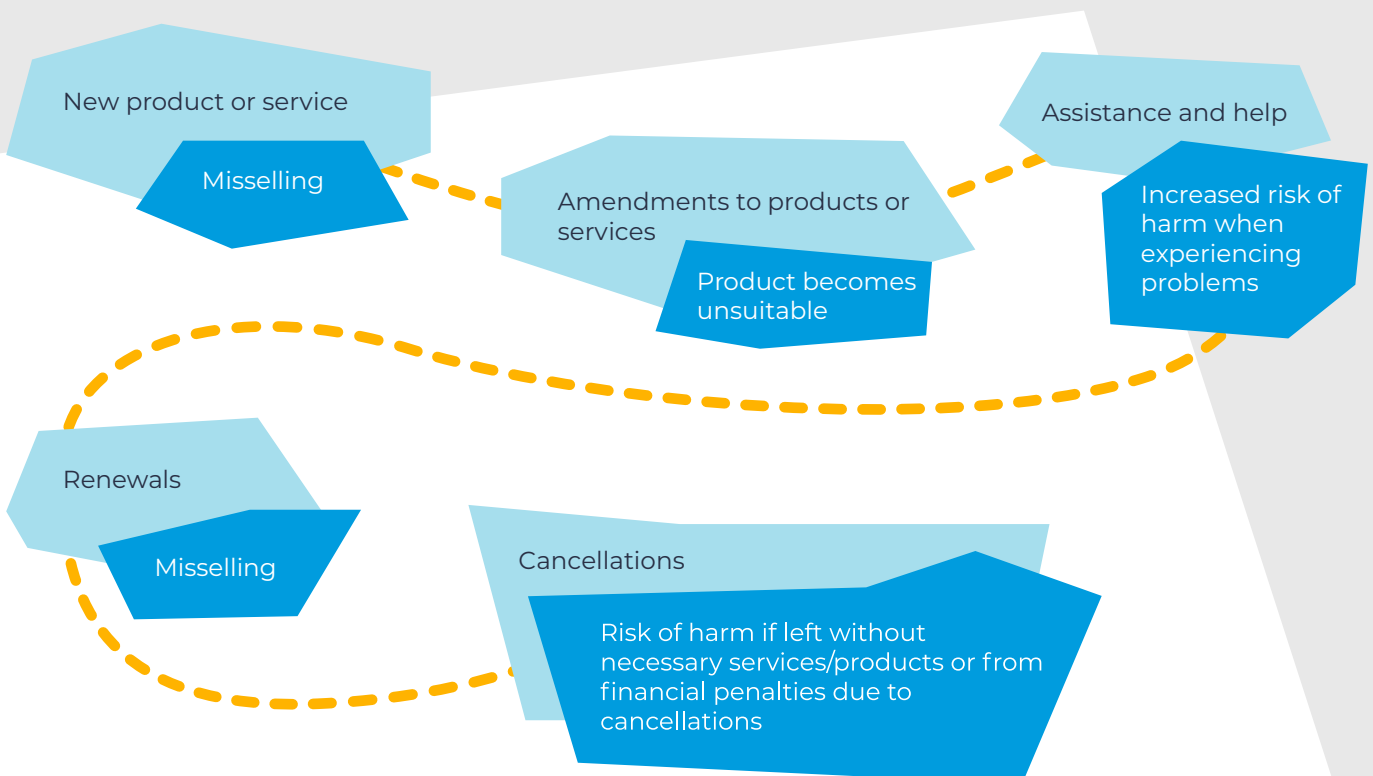 New product or service
Misselling
Amendments to products or
services
Product becomes
unsuitable
Assistance and help
Increased risk of
harm when
experiencing
problems
Renewals
Misselling
Cancellations
Risk of harm if left without
necessary services/products or from
financial penalties due to
cancellations